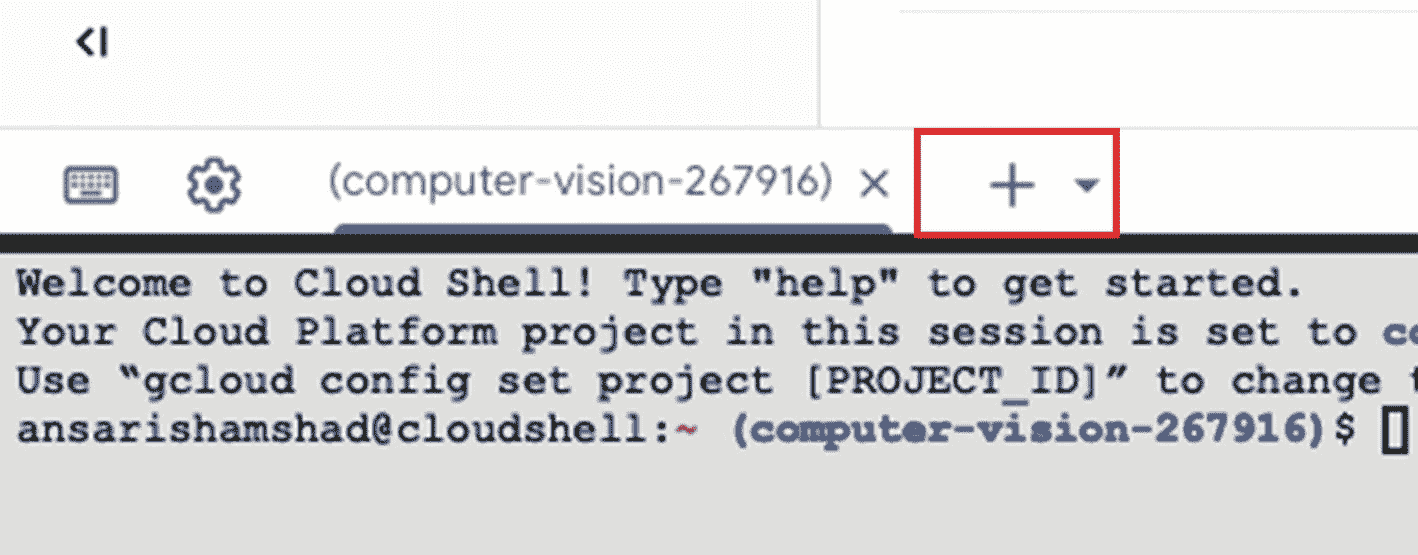 (computer-vision-267916)
Welcome to Cloud Shell! Type "help" to get started.
Your Cloud Platform project in this session is set to
Use “gcloud config set project [PROJECT_ID]” to change
ansarishamshad@cloudshell:~ (computer-vision-267916)$